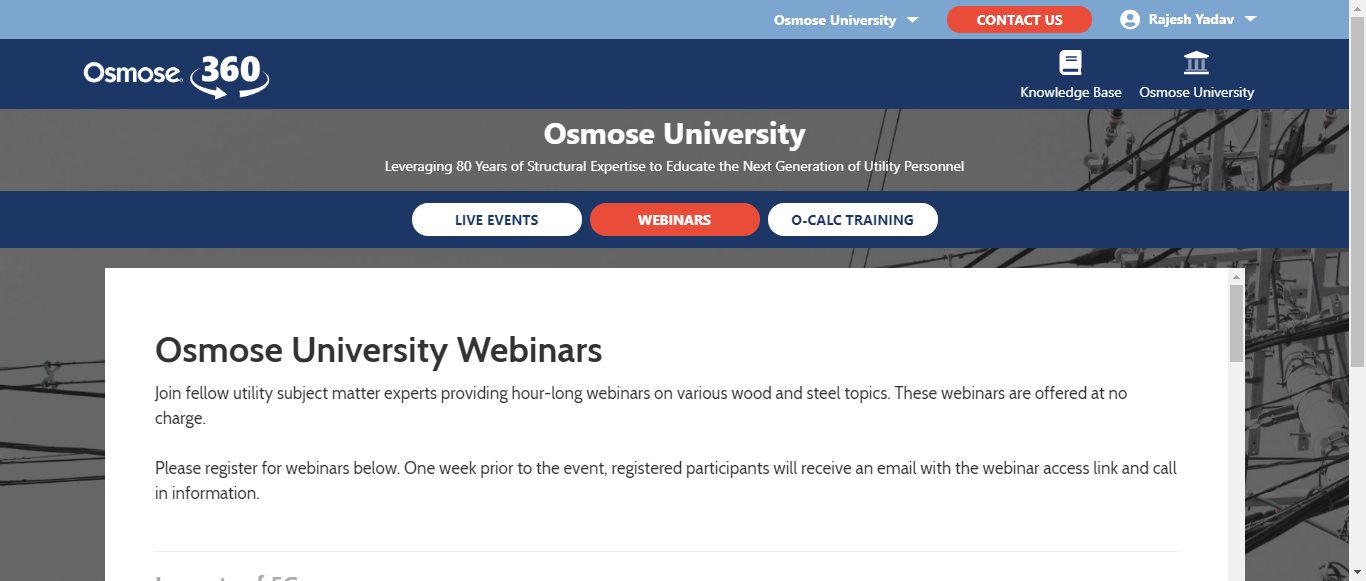 Osmose University
CONTACT US
Rajesh Yadav
Osmose 360
Knowledge Base
Osmose University
Osmose University
Leveraging 80 Years of Structural Expertise to Educate the Next Generation of Utility Personnel
LIVE EVENTS
WEBINARS
O-CALC TRAINING
Osmose University Webinars
Join fellow utility subject matter experts providing hour-long webinars on various wood and steel topics. These webinars are offered at no
charge.
Please register for webinars below. One week prior to the event, registered participants will receive an email with the webinar access link and call
in information.
of 5G